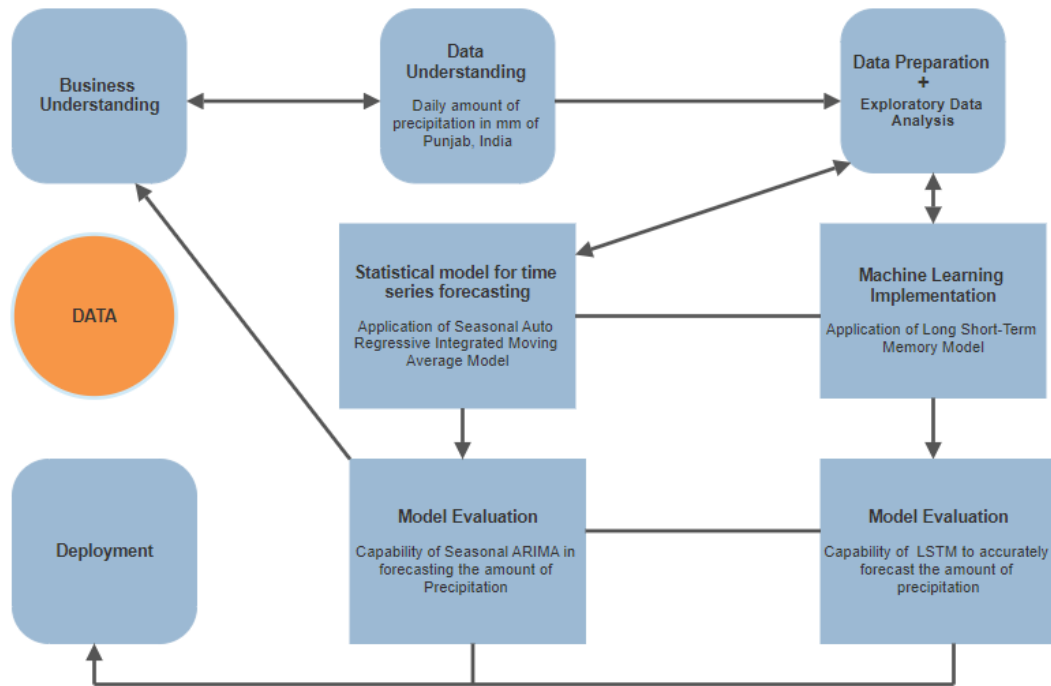 Business
Understanding
Data
Understanding
Daily amount of
precipitation in mm of
Punjab, India
Data Preparation
+
Exploratory Data
Analysis
DATA
Statistical model for time
series forecasting
Application of Seasonal Auto
Regressive Integrated Moving
Average Model
Machine Learning
Implementation
Application of Long Short-Term
Memory Model
Deployment
Model Evaluation
Capability of Seasonal ARIMA in
forecasting the amount of
Precipitation
Model Evaluation
Capability of LSTM to accurately
forecast the amount of
precipitation